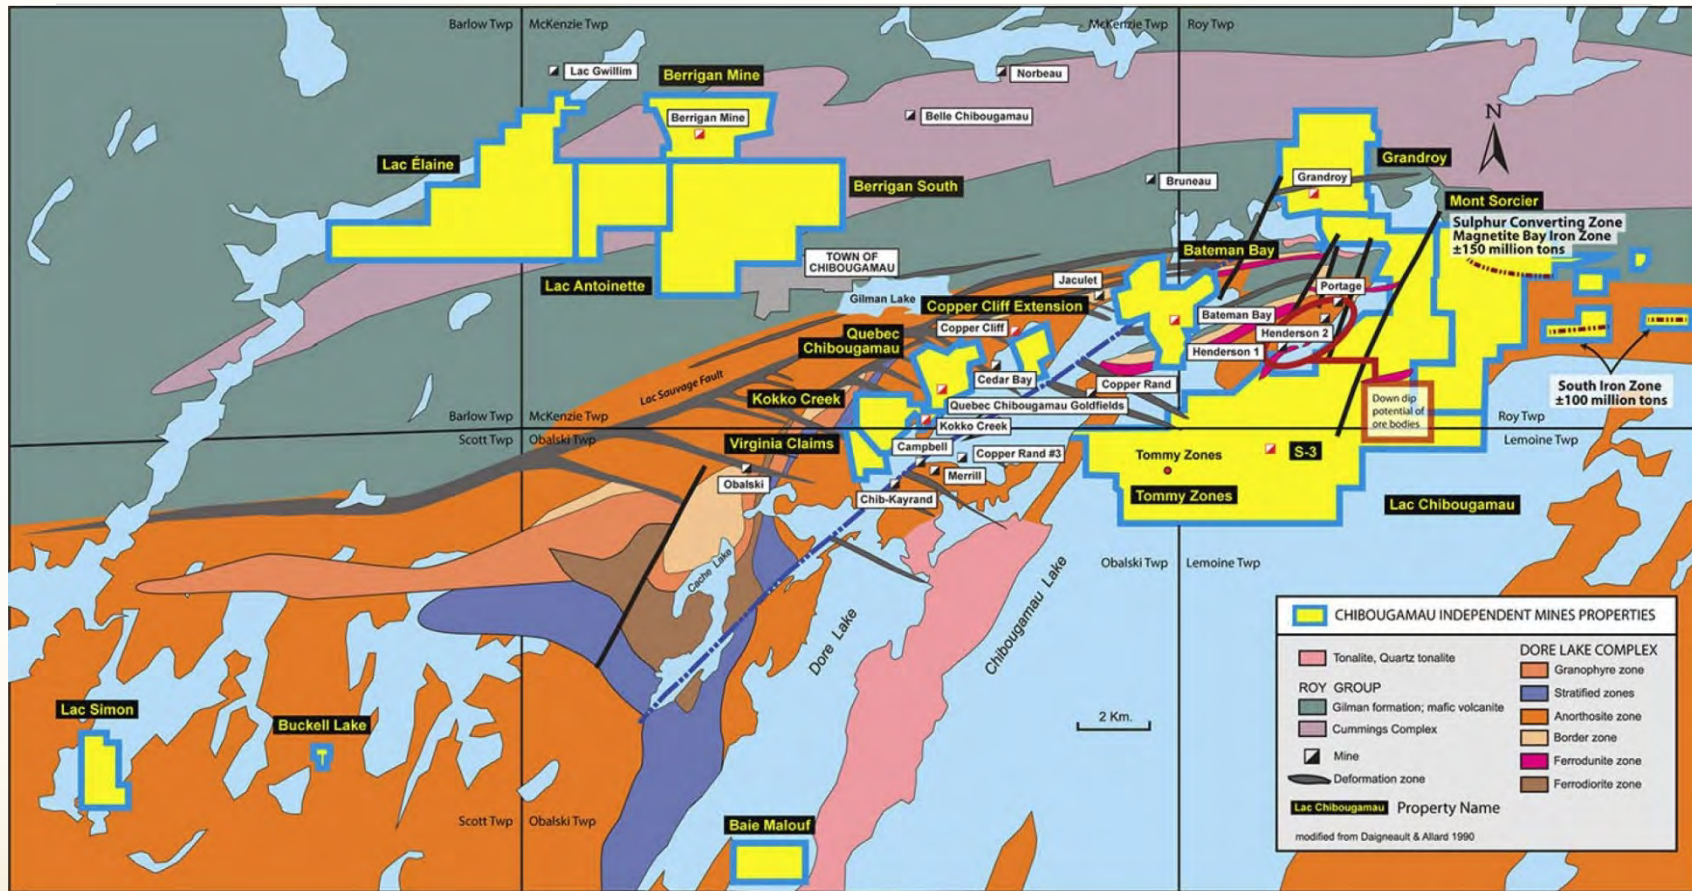 Barlow Twp
McKenzie Twp
McKenzie Twp
Roy Twp
Lac Gwillim
Berrigan Mine
Norbeau
Berrigan Mine
Belle Chibougamau
N
Lac Élaine
Grandroy
Berrigan South
Bruneau
Grandroy
Mont Sorcier
Sulphur Converting Zone
Magnetite Bay Iron Zone
±150 million tons
Bateman Bay
TOWN OF
CHIBOUGAMAU
Lac Antoinette
Gilman Lake
Jaculet
Portage
Copper Cliff Extension
Bateman Bay
Copper Cliff
Henderson 2
Quebec
Chibougamau
Henderson 1
Cedar Bay
Copper Rand
South Iron Zone
±100 million tons
Lac Sauvage Fault
Kokko Creek
Quebec Chibougamau Goldfields
Down dip
potential of
ore bodies
Barlow Twp
McKenzie Twp
Roy Twp
Kokko Creek
Scott Twp
Obalski Twp
Virginia Claims
Lemoine Twp
Campbell
Copper Rand #3
Tommy Zones
S-3
Obalski
Merrill
Chib-Kayrand
Tommy Zones
Lac Chibougamau
Cache Lake
Dore Lake
Chibougamau Lake
Obalski Twp
Lemoine Twp
CHIBOUGAMAU INDEPENDENT MINES PROPERTIES
Tonalite, Quartz tonalite
ROY GROUP
Gilman formation; mafic volcanite
Cummings Complex
Mine
Deformation zone
Lac Chibougamau
Property Name
modified from Daigneault & Allard 1990
DORE LAKE COMPLEX
Granophyre zone
Stratified zones
Anorthosite zone
Border zone
Ferrodunite zone
Ferrodiorite zone
2 Km.
Lac Simon
Buckell Lake
Scott Twp
Obalski Twp
Baie Malouf